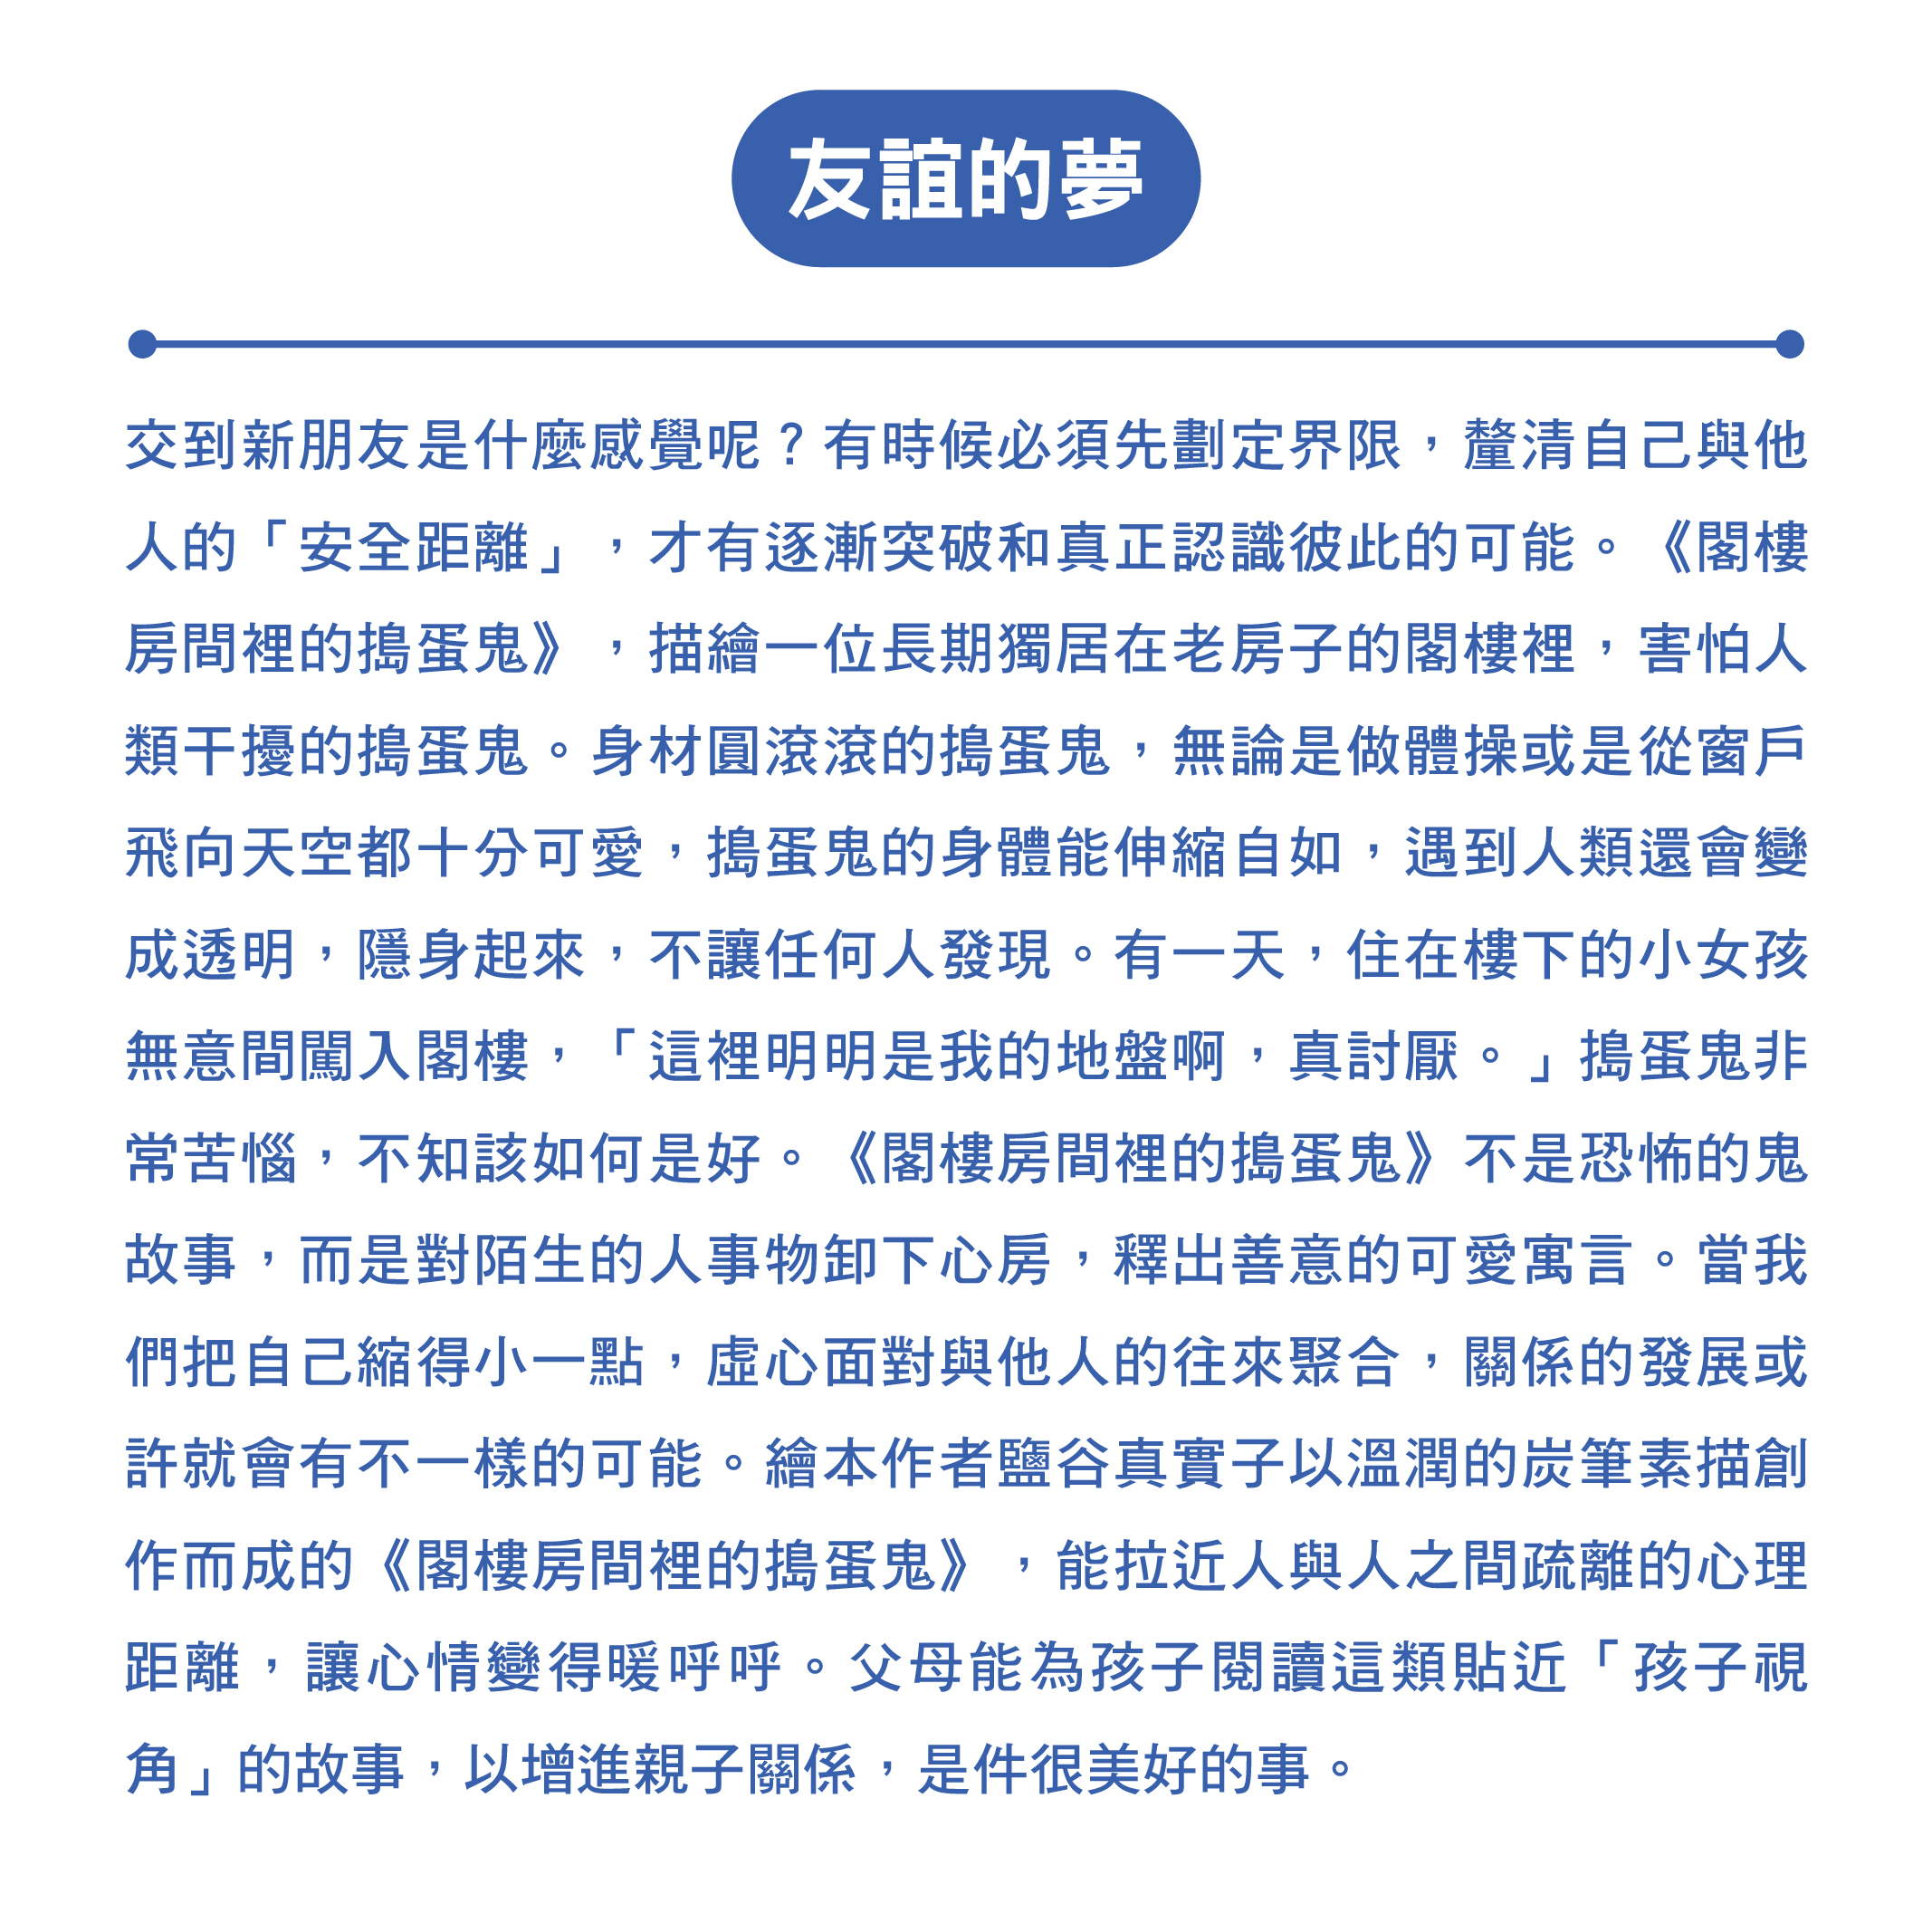 友誼的夢
交到新朋友是什麼感覺呢？有時候必須先劃定界限，釐清自己與他
人的「安全距離」，才有逐漸突破和真正認識彼此的可能。《閣樓
房間裡的搗蛋鬼》，描繪一位長期獨居在老房子的閣樓裡，害怕人
類干擾的搗蛋鬼。身材圓滾滾的搗蛋鬼，無論是做體操或是從窗戶
飛向天空都十分可愛，搗蛋鬼的身體能伸縮自如，遇到人類還會變
成透明，隱身起來，不讓任何人發現。有一天，住在樓下的小女孩
無意間闖入閣樓，「這裡明明是我的地盤啊，真討厭。」搗蛋鬼非
常苦惱，不知該如何是好。《閣樓房間裡的搗蛋鬼》不是恐怖的鬼
故事，而是對陌生的人事物卸下心房，釋出善意的可愛寓言。當我
們把自己縮得小一點，虛心面對與他人的往來聚合，關係的發展或
許就會有不一樣的可能。繪本作者鹽谷真實子以溫潤的炭筆素描創
作而成的《閣樓房間裡的搗蛋鬼》，能拉近人與人之間疏離的心理
距離，讓心情變得暖呼呼。父母能為孩子閱讀這類貼近「孩子視
角」的故事，以增進親子關係，是件很美好的事。